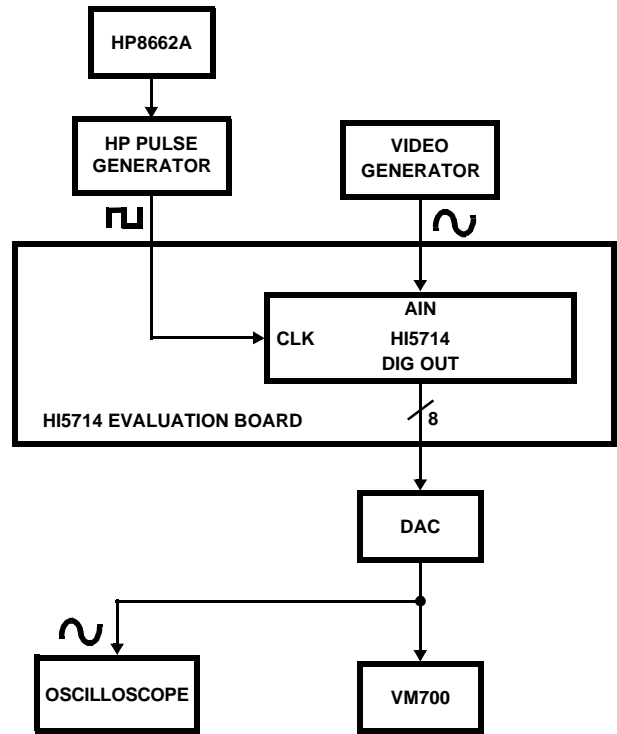 HP8662A
HP PULSE
GENERATOR
VIDEO
GENERATOR
AIN
CLK
HI5714
DIG OUT
HI5714 EVALUATION BOARD
8
DAC
OSCILLOSCOPE
VM700